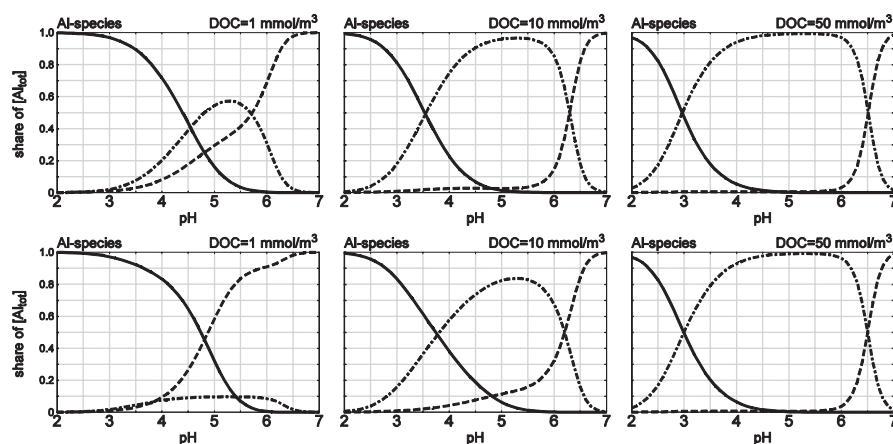 Al-species DOC=1 mmol/m³ Al-species DOC=10 mmol/m³ Al-species DOC=50 mmol/m³
1.0
0.8
0.6
0.4
0.2
0
share of [Al_tot]
2 3 4 5 6 7 2 3 4 5 6 7 2 3 4 5 6 7
pH pH pH
Al-species DOC=1 mmol/m³ Al-species DOC=10 mmol/m³ Al-species DOC=50 mmol/m³
1.0
0.8
0.6
0.4
0.2
0
share of [Al_tot]
2 3 4 5 6 7 2 3 4 5 6 7 2 3 4 5 6 7
pH pH pH